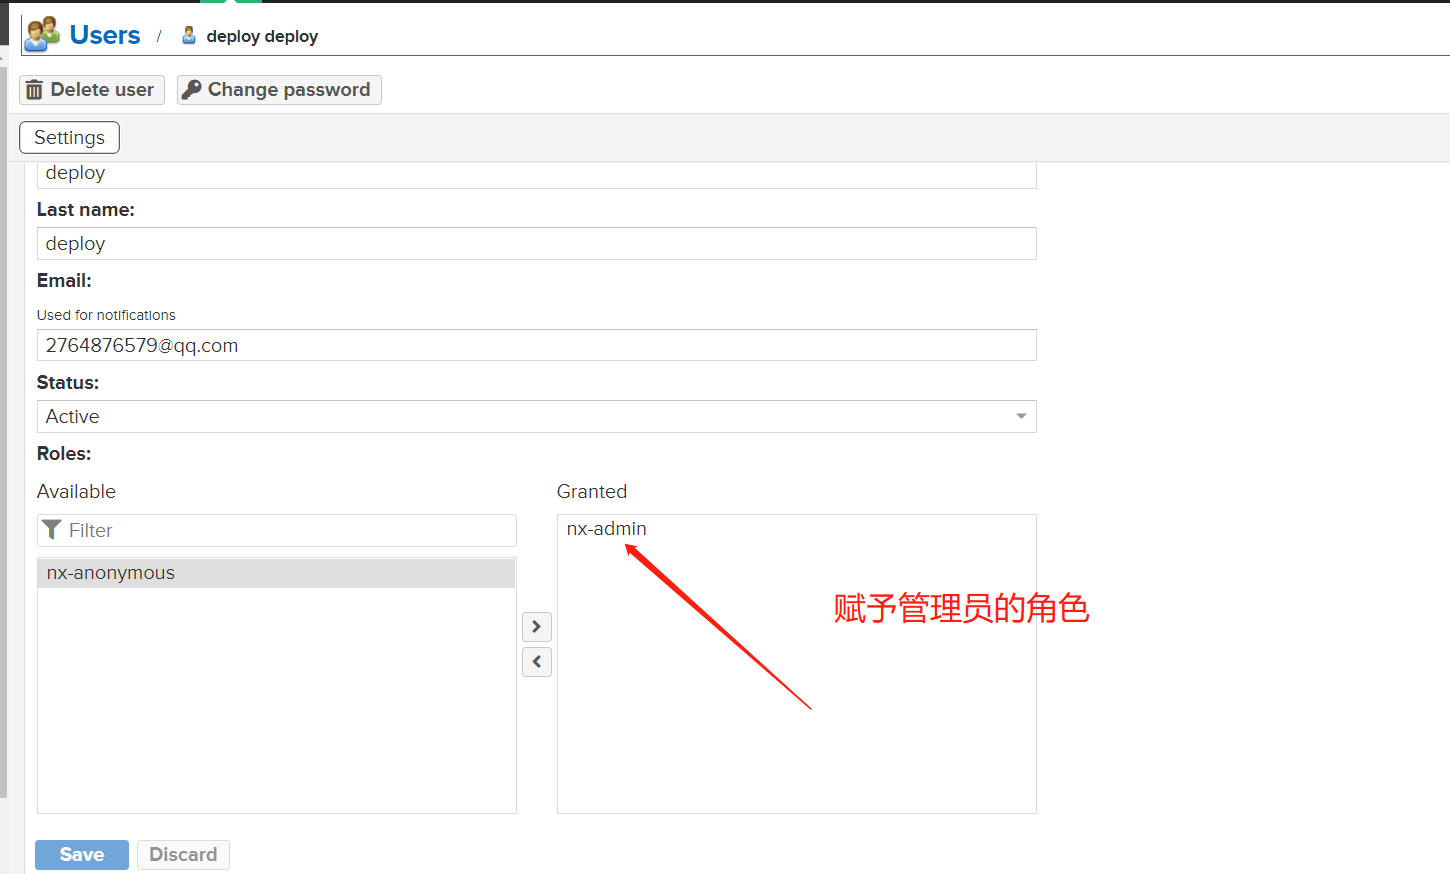 Users / deploy deploy
Delete user Change password
Settings
deploy
Last name:
deploy
Email:
Used for notifications
2764876579@qq.com
Status:
Active
Roles:
Available Granted
Filter
nx-admin
nx-anonymous
赋予管理员的角色
Save Discard